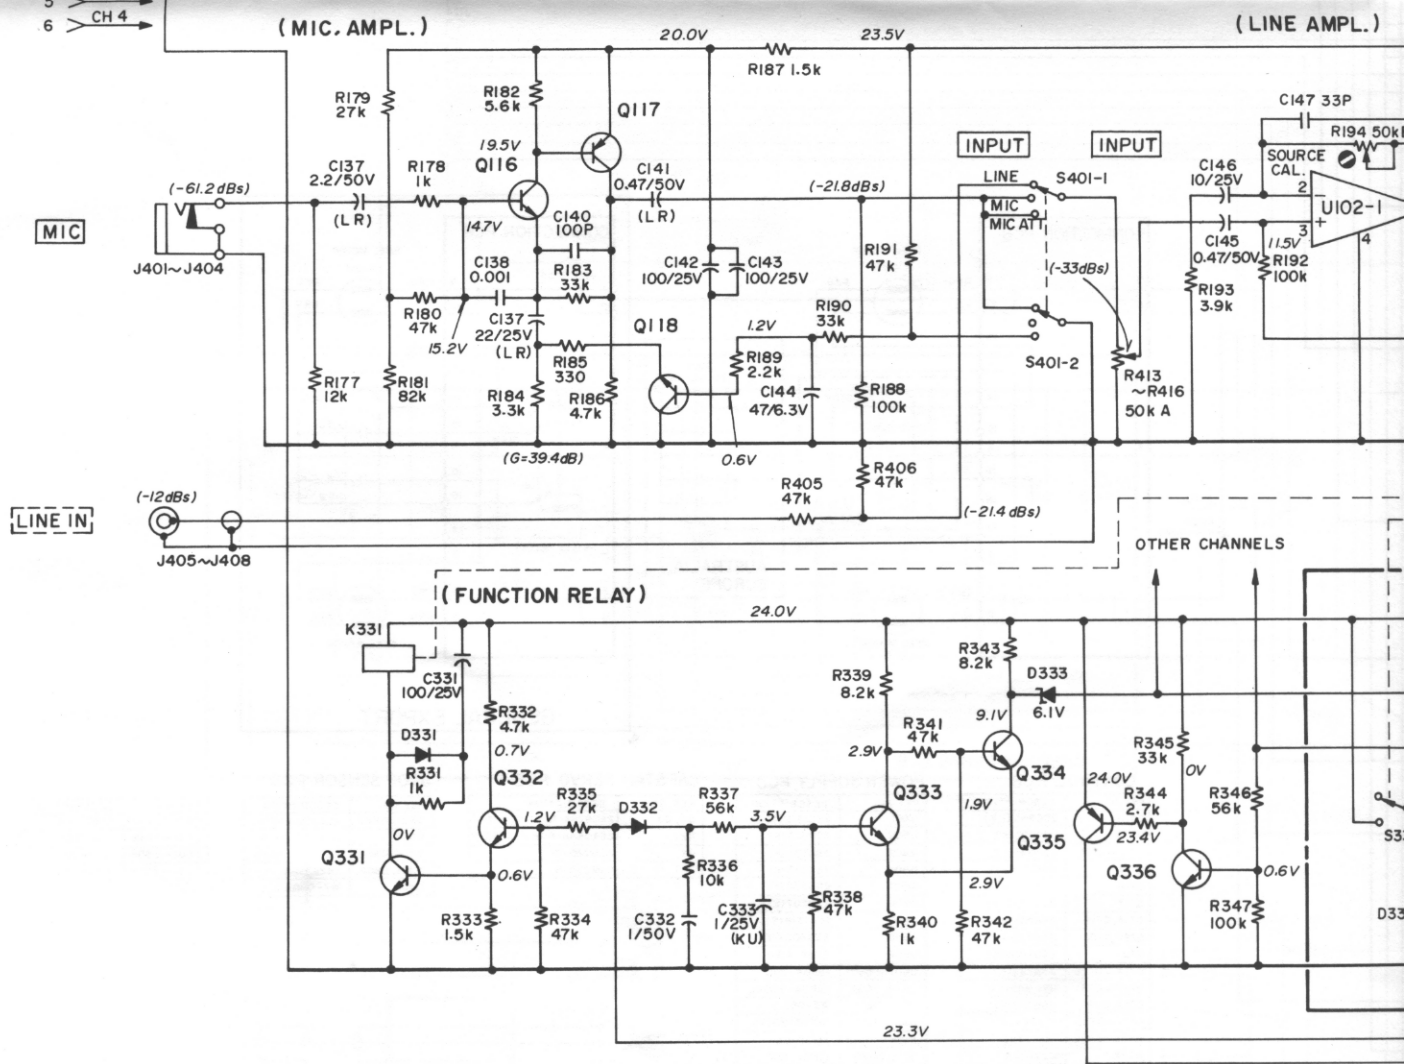 5
6 CH 4
(MIC. AMPL.)
20.0V
23.5V
(LINE AMPL.)
R187 1.5k
R179
27k
R182
5.6k
Q117
C147 33P
R194 50kB
19.5V
Q116
INPUT
INPUT
SOURCE
CAL.
C137
2.2/50V
(LR)
R178
1k
C141
0.47/50V
(LR)
(-61.2dBs)
(-21.8dBs)
LINE
S401-1
MIC
MIC ATT
C146
10/25V
2
3
4
U102-1
MIC
J401~J404
14.7V
C140
100P
C138
0.001
R183
33k
C142
100/25V
C143
100/25V
R191
47k
(-33dBs)
C145
0.47/50V
11.5V
R192
100k
R193
3.9k
R180
47k
15.2V
C137
22/25V
(LR)
Q118
R190
33k
1.2V
S401-2
R185
330
R189
2.2k
R177
12k
R181
82k
R184
3.3k
R186
4.7k
C144
47/6.3V
R188
100k
R413
~R416
50k A
(G=39.4dB)
0.6V
R406
47k
R405
47k
(-12dBs)
(-21.4dBs)
LINE IN
J405~J408
OTHER CHANNELS
(FUNCTION RELAY)
24.0V
K331
C331
100/25V
R343
8.2k
R339
8.2k
D333
6.1V
R332
4.7k
9.1V
D331
0.7V
R341
47k
2.9V
R345
33k
0V
R331
1k
Q332
R335
27k
D332
R337
56k
Q333
Q334
24.0V
R344
2.7k
R346
56k
1.2V
3.5V
1.9V
Q335
23.4V
0V
Q331
R336
10k
Q336
0.6V
0.6V
2.9V
R333
1.5k
R334
47k
C332
1/50V
C333
1/25V
(KU)
R338
47k
R340
1k
R342
47k
R347
100k
D33
23.3V